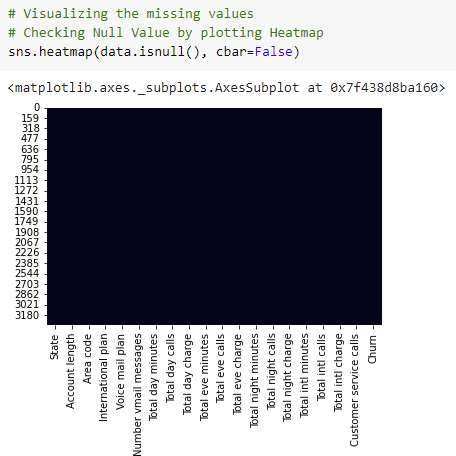 # Visualizing the missing values
# Checking Null Value by plotting Heatmap
sns.heatmap(data.isnull(), cbar=False)
<matplotlib.axes._subplots.AxesSubplot at 0x7f438d8ba160>
0
159
318
477
636
795
954
1113
1272
1431
1590
1749
1908
2067
2226
2385
2544
2703
2862
3021
3180
State
Account length
Area code
International plan
Voice mail plan
Number vmail messages
Total day minutes
Total day calls
Total day charge
Total eve minutes
Total eve calls
Total eve charge
Total night minutes
Total night calls
Total night charge
Total intl minutes
Total intl calls
Total intl charge
Customer service calls
Churn